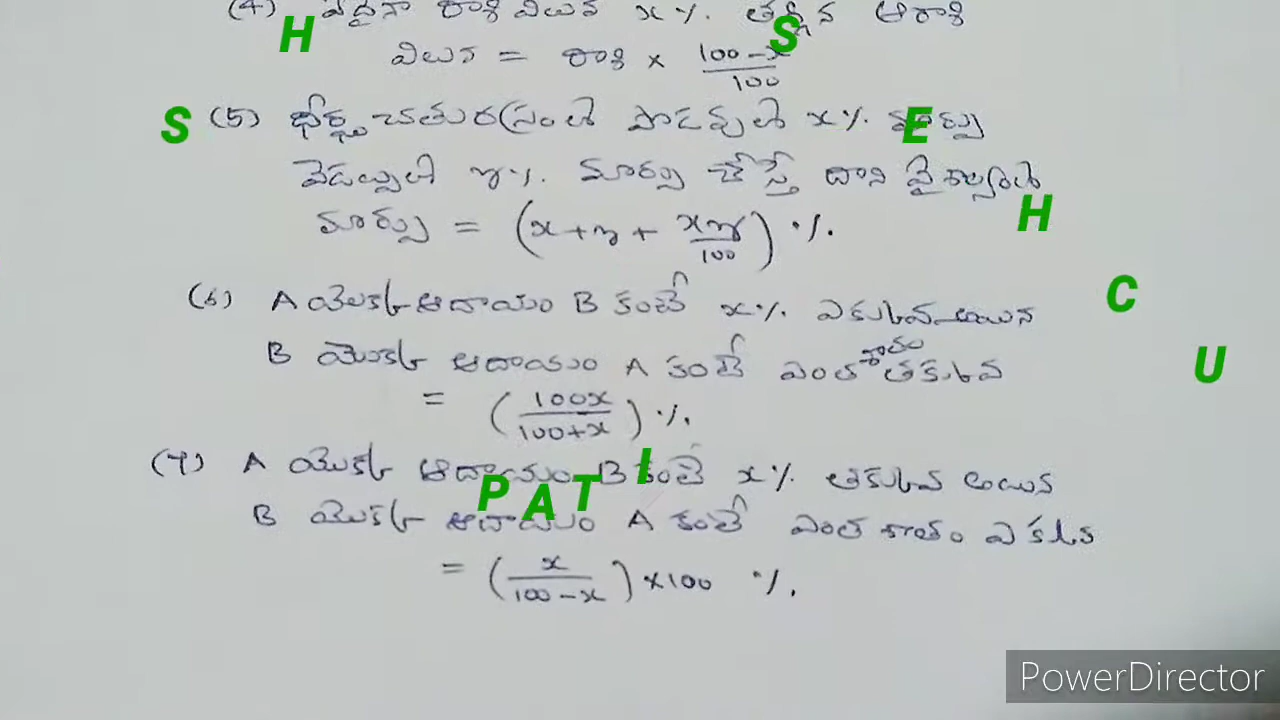 (4) ఏదైనా రాశి విలువ x% తగ్గిన ఆ రాశి
విలువ = రాశి × (100-x)/100
(5) దీర్ఘచతురస్రంలో పొడవులో x% మార్పు
వెడల్పులో y% మార్పు చేస్తే దాని వైశాల్యంలో
మార్పు = (x+y+ xy/100) %.
(6) A యొక్క ఆదాయం B కంటే x% ఎక్కువ అయిన
B యొక్క ఆదాయం A కంటే ఎంత శాతం తక్కువ
= (100x/100+x) %.
(7) A యొక్క ఆదాయం B కంటే x% తక్కువ అయిన
B యొక్క ఆదాయం A కంటే ఎంత శాతం ఎక్కువ
= (x/100-x) ×100 %.
H S
S E
H
C
U
I
P A T
PowerDirector